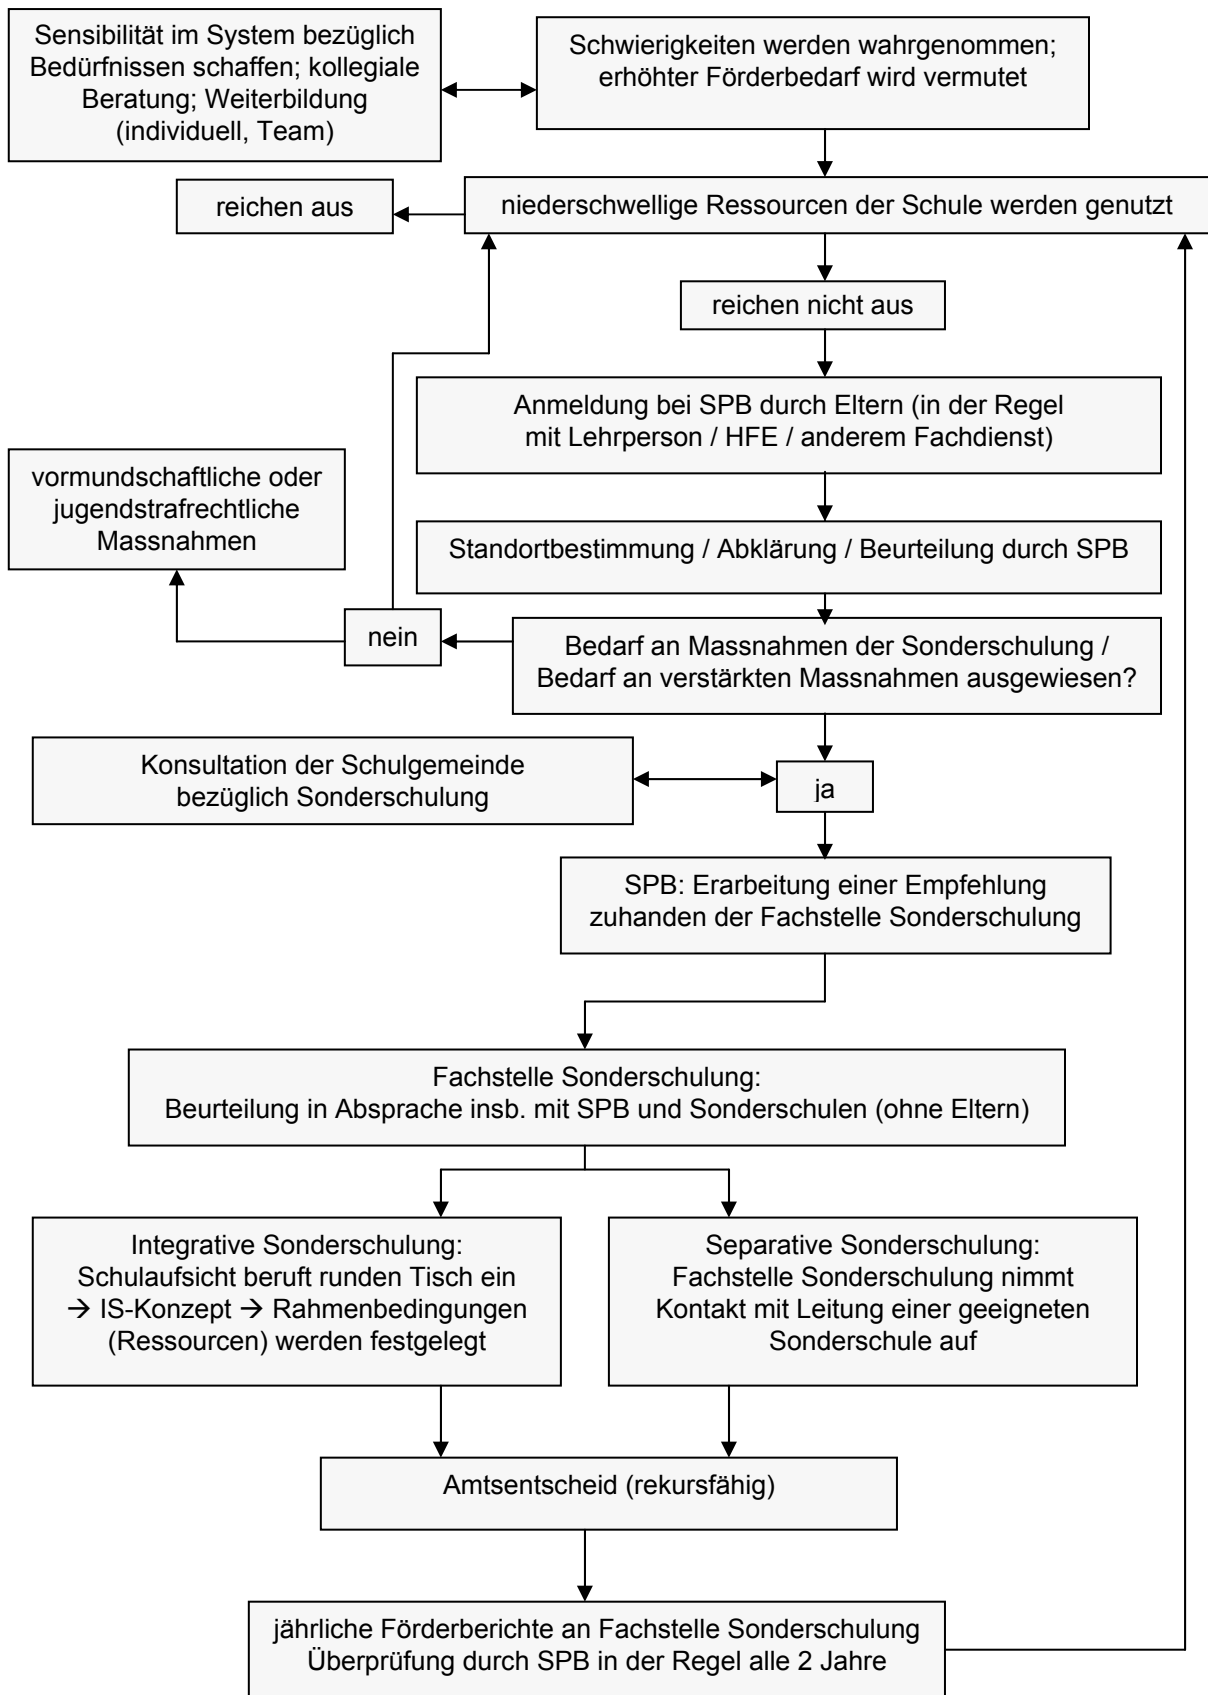 Sensibilität im System bezüglich
Bedürfnissen schaffen; kollegiale
Beratung; Weiterbildung
(individuell, Team)
Schwierigkeiten werden wahrgenommen;
erhöhter Förderbedarf wird vermutet
reichen aus
niederschwellige Ressourcen der Schule werden genutzt
reichen nicht aus
Anmeldung bei SPB durch Eltern (in der Regel
mit Lehrperson / HFE / anderem Fachdienst)
vormundschaftliche oder
jugendstrafrechtliche
Massnahmen
Standortbestimmung / Abklärung / Beurteilung durch SPB
nein
Bedarf an Massnahmen der Sonderschulung /
Bedarf an verstärkten Massnahmen ausgewiesen?
Konsultation der Schulgemeinde
bezüglich Sonderschulung
ja
SPB: Erarbeitung einer Empfehlung
zuhanden der Fachstelle Sonderschulung
Fachstelle Sonderschulung:
Beurteilung in Absprache insb. mit SPB und Sonderschulen (ohne Eltern)
Integrative Sonderschulung:
Schulaufsicht beruft runden Tisch ein
→ IS-Konzept → Rahmenbedingungen
(Ressourcen) werden festgelegt
Separative Sonderschulung:
Fachstelle Sonderschulung nimmt
Kontakt mit Leitung einer geeigneten
Sonderschule auf
Amtsentscheid (rekursfähig)
jährliche Förderberichte an Fachstelle Sonderschulung
Überprüfung durch SPB in der Regel alle 2 Jahre